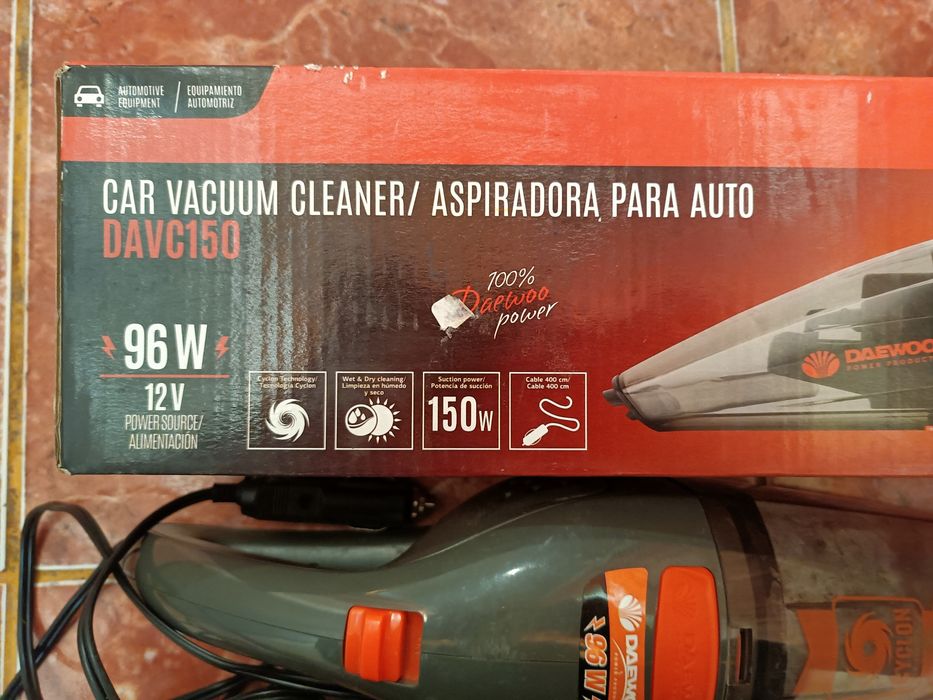 AUTOMOTIVE
EQUIPMENT
EQUIPAMIENTO
AUTOMOTRIZ
CAR VACUUM CLEANER/ ASPIRADORA PARA AUTO
DAVC150
100%
Daewoo
power
96 W
12 V
POWER SOURCE/
ALIMENTACIÓN
Cyclon Technology/
Tecnología Cyclon
Wet & Dry cleaning/
Limpieza en húmedo
y seco
Suction power/
Potencia de succión
150W
Cable 400 cm/
Cable 400 cm
DAEWOO
POWER PRODUCT
96 W
DAEWO
CYCLON